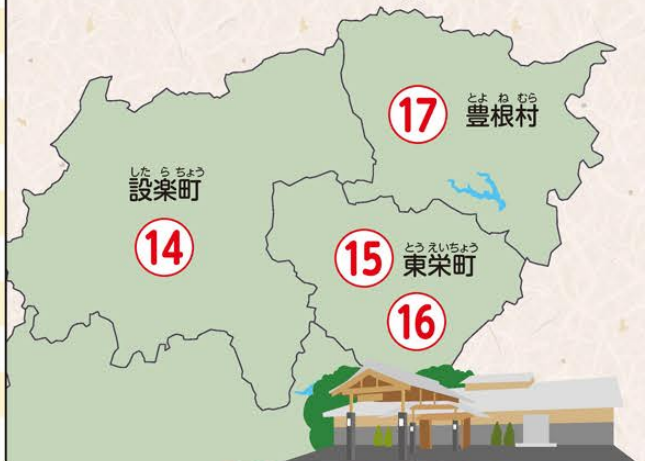 とよ ね むら
17 豊根村
した ら ちょう
設楽町
14
とう えいちょう
15 東栄町
16